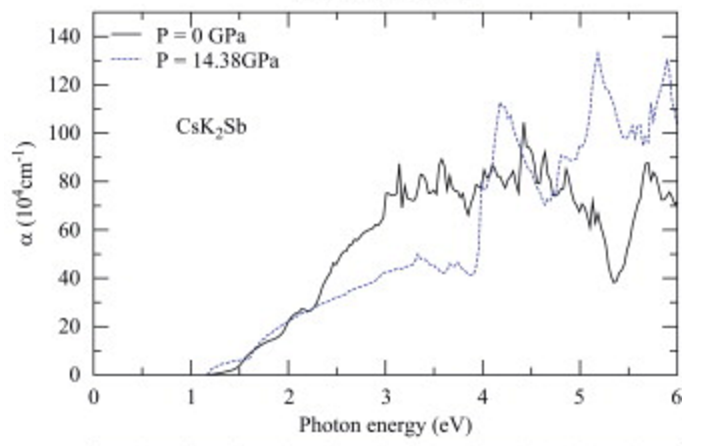 140
120
100
80
60
40
20
0
α (10⁴cm⁻¹)
P = 0 GPa
P = 14.38GPa
CsK₂Sb
0 1 2 3 4 5 6
Photon energy (eV)